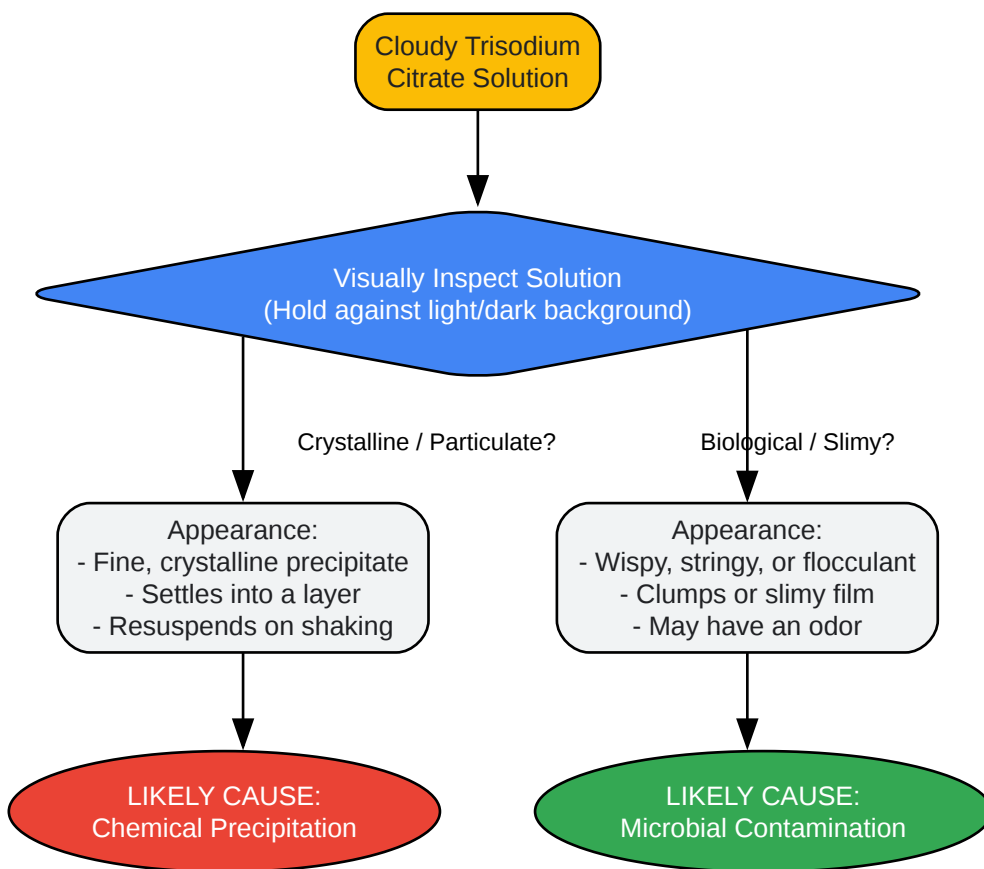 Cloudy Trisodium
Citrate Solution
Visually Inspect Solution
(Hold against light/dark background)
Crystalline / Particulate?
Biological / Slimy?
Appearance:
- Fine, crystalline precipitate
- Settles into a layer
- Resuspends on shaking
Appearance:
- Wispy, stringy, or flocculant
- Clumps or slimy film
- May have an odor
LIKELY CAUSE:
Chemical Precipitation
LIKELY CAUSE:
Microbial Contamination